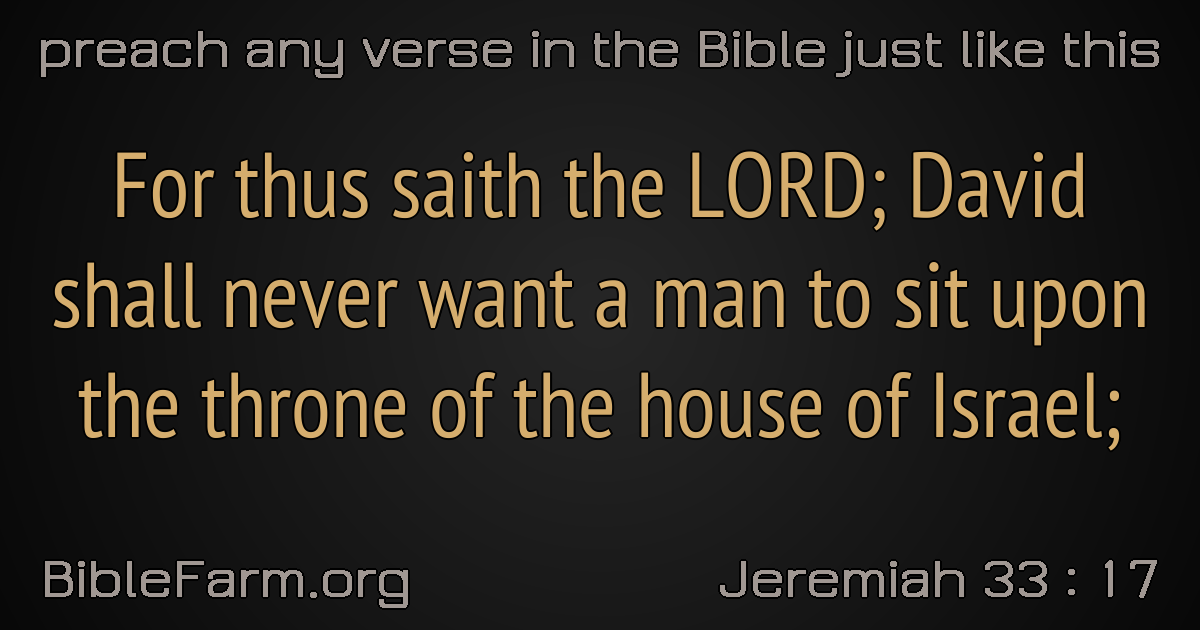 preach any verse in the Bible just like this
For thus saith the LORD; David
shall never want a man to sit upon
the throne of the house of Israel;
BibleFarm.org
Jeremiah 33 : 17